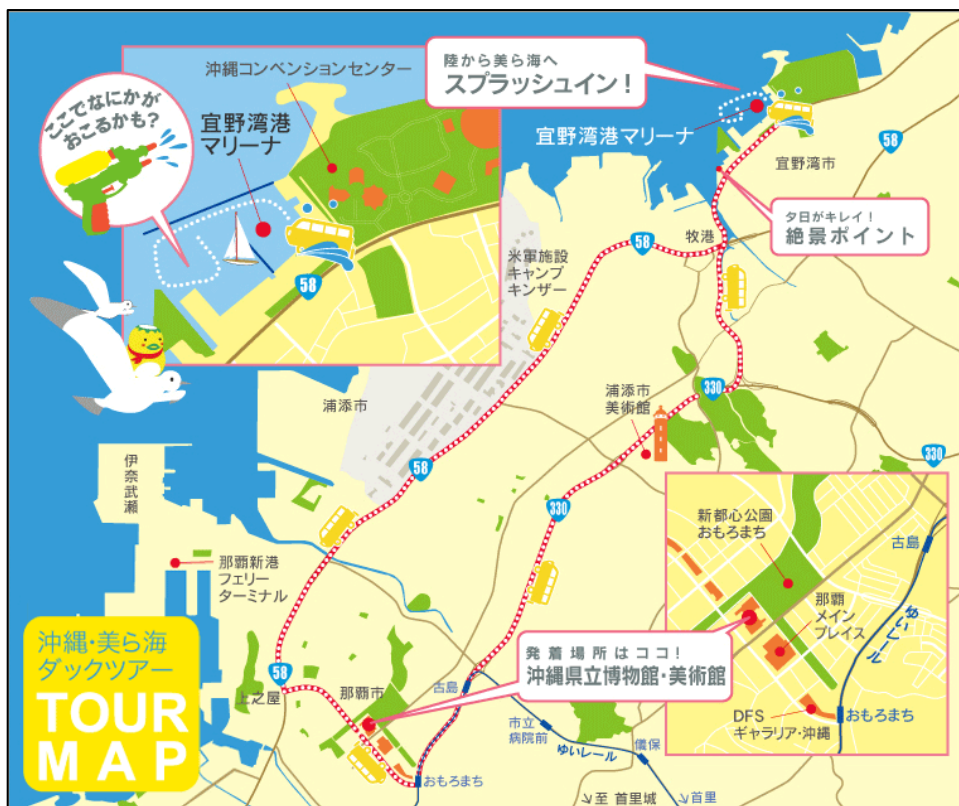 沖縄コンベンションセンター
ここでなにかが
おこるかも?
宜野湾港
マリーナ
58
陸から美ら海へ
スプラッシュイン!
宜野湾港マリーナ
宜野湾市
58
夕日がキレイ!
絶景ポイント
牧港
58
米軍施設
キャンプ
キンザー
330
浦添市
美術館
浦添市
58
330
330
伊奈武瀬
那覇新港
フェリー
ターミナル
新都心公園
おもろまち
古島
那覇
メイン
プレイス
ゆいレール
DFS
ギャラリア・沖縄
おもろまち
発着場所はココ!
沖縄県立博物館・美術館
沖縄・美ら海
ダックツアー
TOUR
MAP
58
上之屋
那覇市
古島
市立
病院前
ゆいレール
儀保
おもろまち
至 首里城
首里